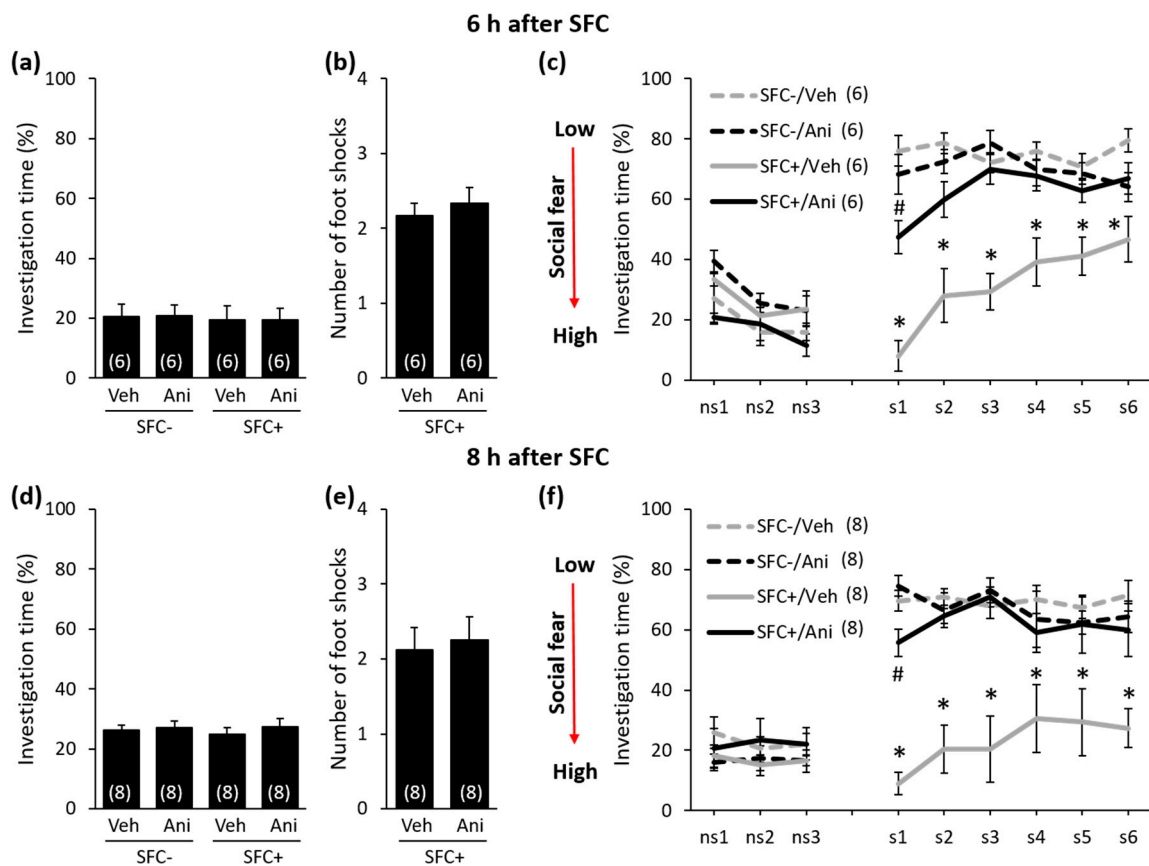 6 h after SFC
(a)
Investigation time (%)
100
80
60
40
20
0
(6) (6) (6) (6)
Veh Ani Veh Ani
SFC- SFC+
(b)
Number of foot shocks
4
3
2
1
0
(6) (6)
Veh Ani
SFC+
Low
Social fear
High
(c)
Investigation time (%)
100
80
60
40
20
0
SFC-/Veh (6)
SFC-/Ani (6)
SFC+/Veh (6)
SFC+/Ani (6)
#
* * * * * *
ns1 ns2 ns3 s1 s2 s3 s4 s5 s6
8 h after SFC
(d)
Investigation time (%)
100
80
60
40
20
0
(8) (8) (8) (8)
Veh Ani Veh Ani
SFC- SFC+
(e)
Number of foot shocks
4
3
2
1
0
(8) (8)
Veh Ani
SFC+
Low
Social fear
High
(f)
Investigation time (%)
100
80
60
40
20
0
SFC-/Veh (8)
SFC-/Ani (8)
SFC+/Veh (8)
SFC+/Ani (8)
#
* * * * * *
ns1 ns2 ns3 s1 s2 s3 s4 s5 s6